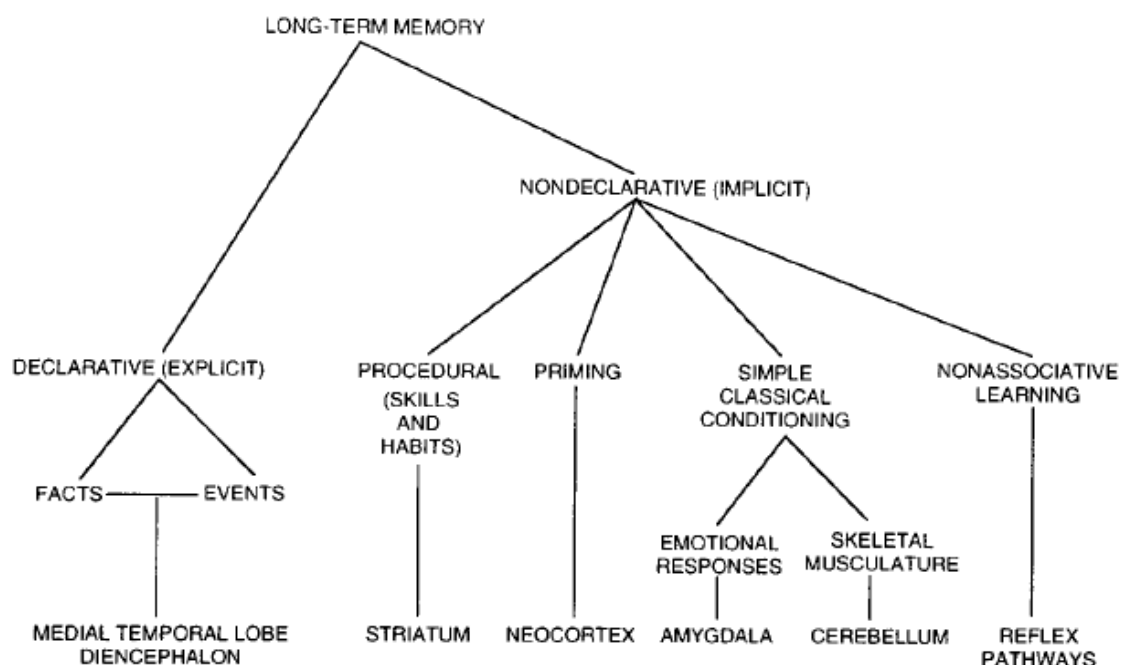 LONG-TERM MEMORY
NONDECLARATIVE (IMPLICIT)
DECLARATIVE (EXPLICIT)
PROCEDURAL
(SKILLS
AND
HABITS)
PRIMING
SIMPLE
CLASSICAL
CONDITIONING
NONASSOCIATIVE
LEARNING
FACTS
EVENTS
EMOTIONAL
RESPONSES
SKELETAL
MUSCULATURE
MEDIAL TEMPORAL LOBE
DIENCEPHALON
STRIATUM
NEOCORTEX
AMYGDALA
CEREBELLUM
REFLEX
PATHWAYS